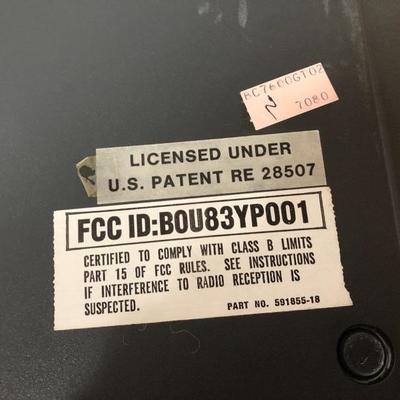 KC7600GT02
7080
LICENSED UNDER
U.S. PATENT RE 28507
FCC ID:BOU83YP001
CERTIFIED TO COMPLY WITH CLASS B LIMITS
PART 15 OF FCC RULES. SEE INSTRUCTIONS
IF INTERFERENCE TO RADIO RECEPTION IS
SUSPECTED.
PART NO. 591855-18